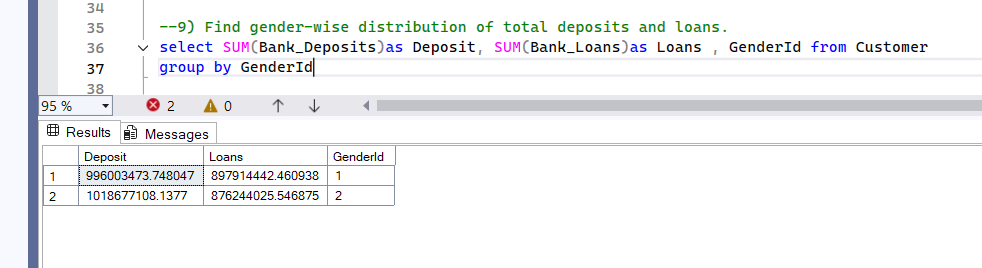 34
35 --9) Find gender-wise distribution of total deposits and loans.
36 select SUM(Bank_Deposits)as Deposit, SUM(Bank_Loans)as Loans , GenderId from Customer
37 group by GenderId
38
95 % 2 0
Results Messages
Deposit Loans GenderId
1 996003473.748047 897914442.460938 1
2 1018677108.1377 876244025.546875 2